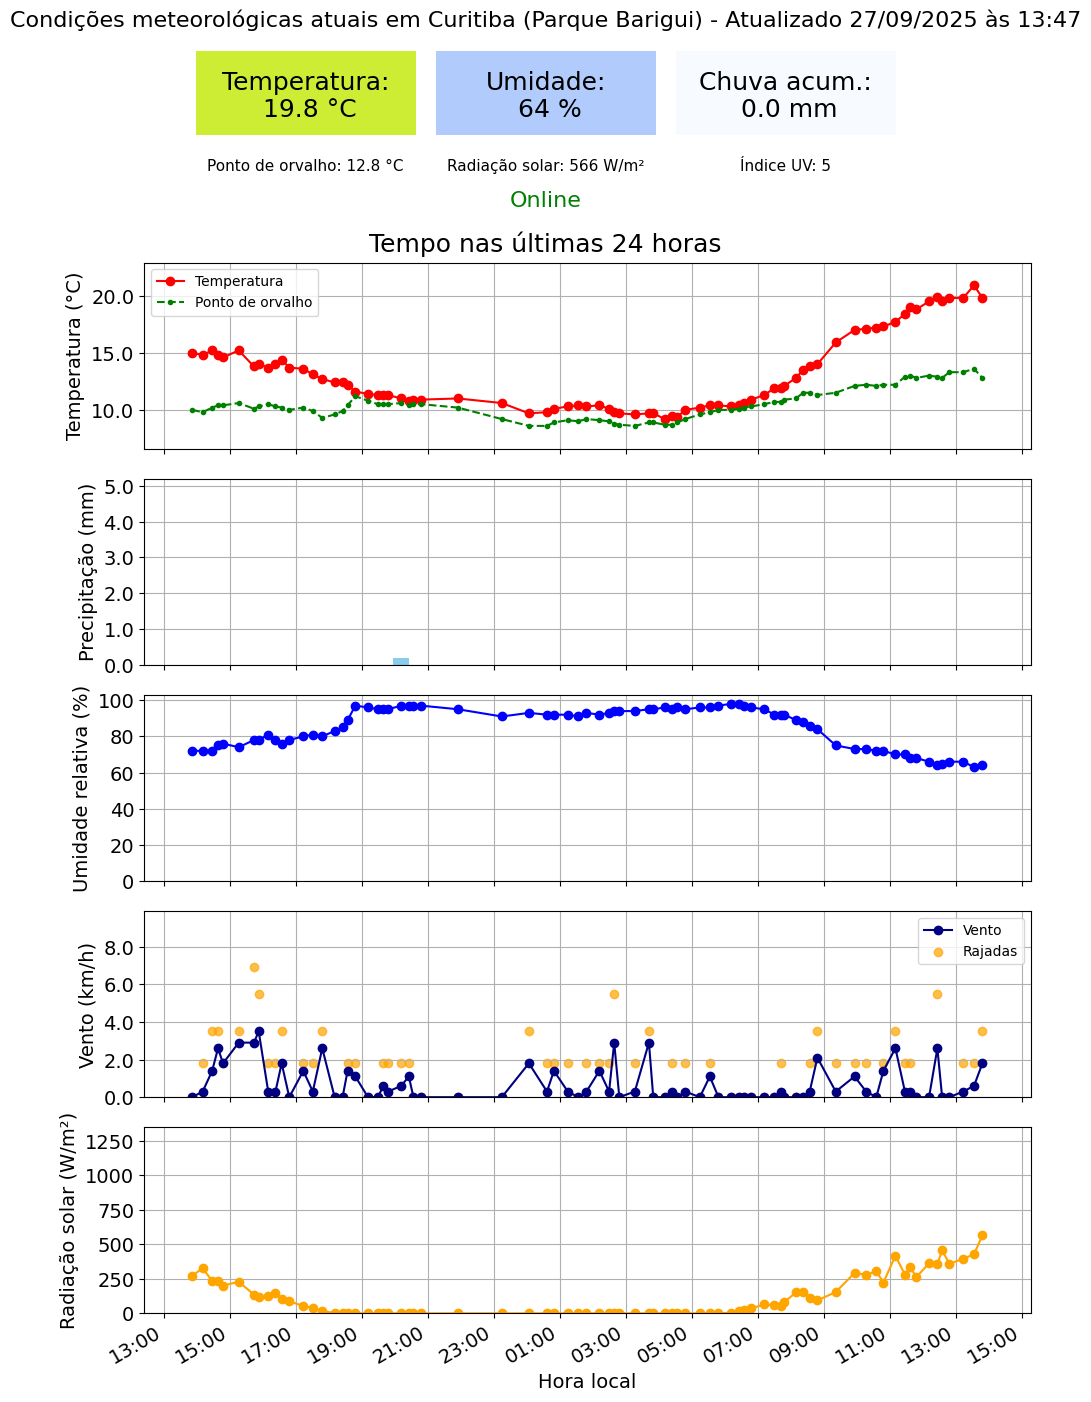 Condições meteorológicas atuais em Curitiba (Parque Barigui) - Atualizado 27/09/2025 às 13:47
Temperatura:
19.8 °C
Umidade:
64 %
Chuva acum.:
0.0 mm
Ponto de orvalho: 12.8 °C
Radiação solar: 566 W/m²
Índice UV: 5
Online
Tempo nas últimas 24 horas
Temperatura (°C)
20.0
15.0
10.0
Temperatura
Ponto de orvalho
Precipitação (mm)
5.0
4.0
3.0
2.0
1.0
0.0
Umidade relativa (%)
100
80
60
40
20
0
Vento (km/h)
8.0
6.0
4.0
2.0
0.0
Vento
Rajadas
Radiação solar (W/m²)
1250
1000
750
500
250
0
13:00
15:00
17:00
19:00
21:00
23:00
01:00
03:00
05:00
07:00
09:00
11:00
13:00
15:00
Hora local